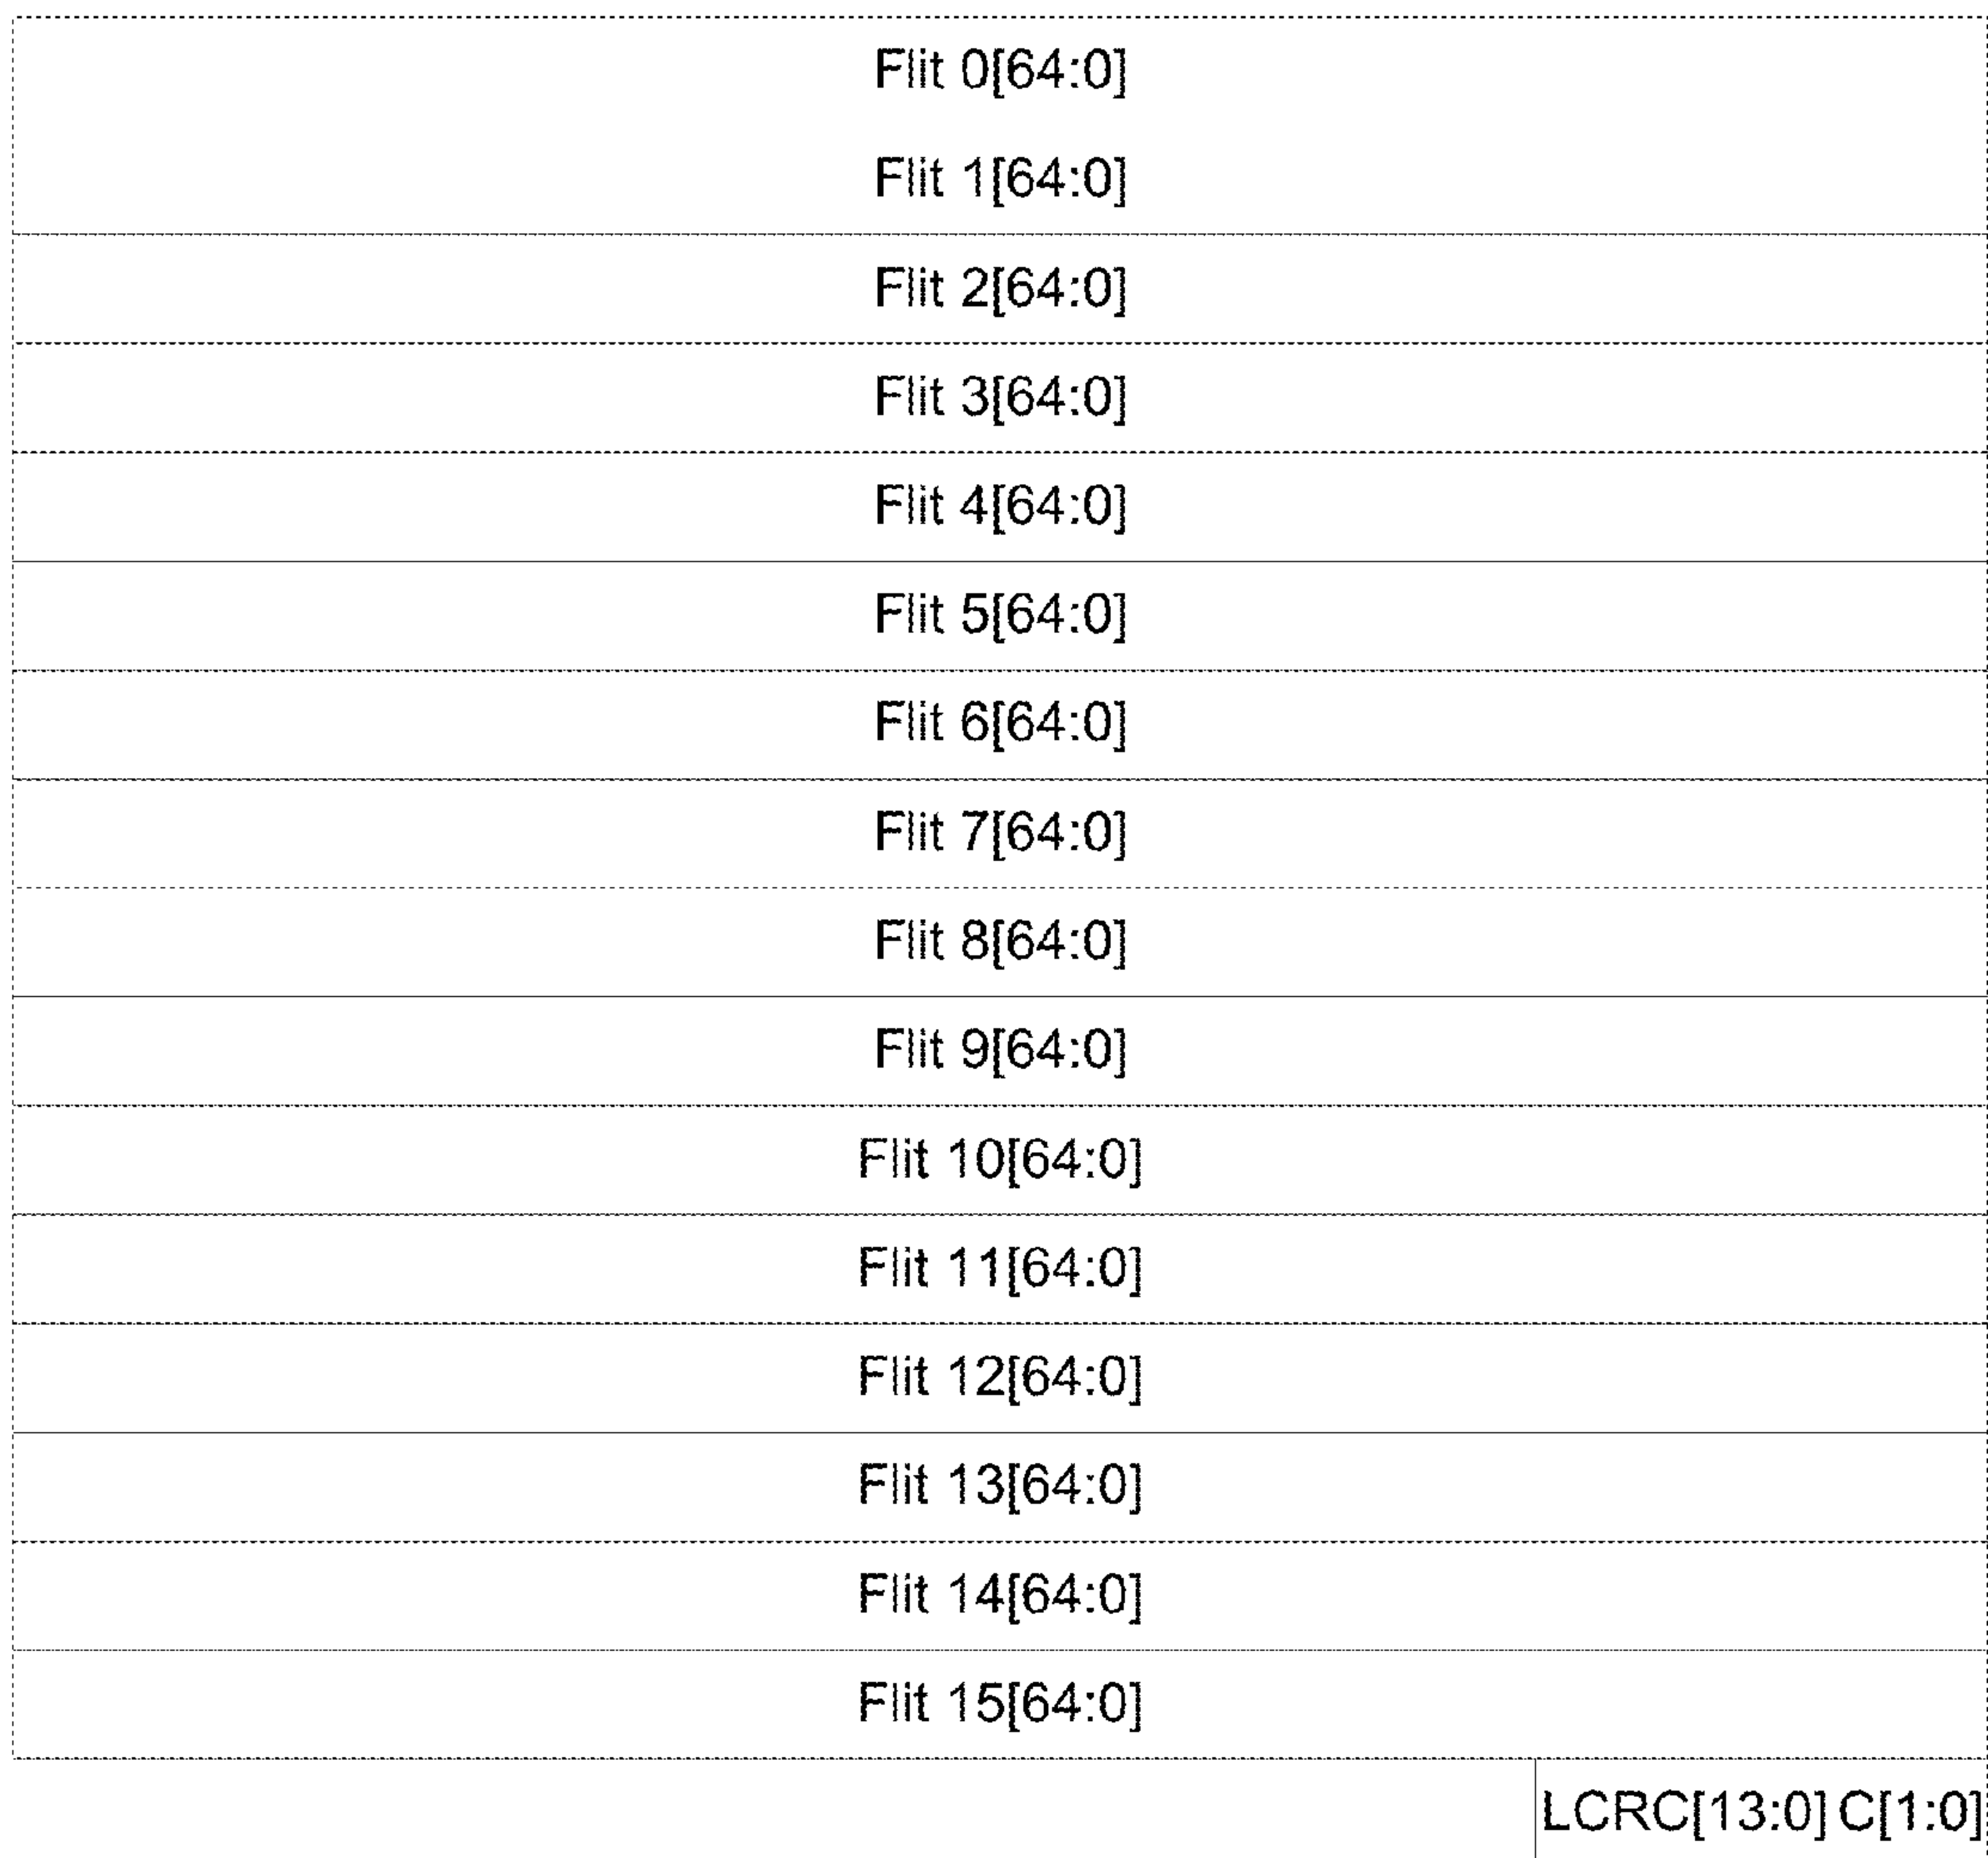 Flit 0[64:0]
Flit 1[64:0]
Flit 2[64:0]
Flit 3[64:0]
Flit 4[64:0]
Flit 5[64:0]
Flit 6[64:0]
Flit 7[64:0]
Flit 8[64:0]
Flit 9[64:0]
Flit 10[64:0]
Flit 11[64:0]
Flit 12[64:0]
Flit 13[64:0]
Flit 14[64:0]
Flit 15[64:0]
LCRC[13:0] C[1:0]